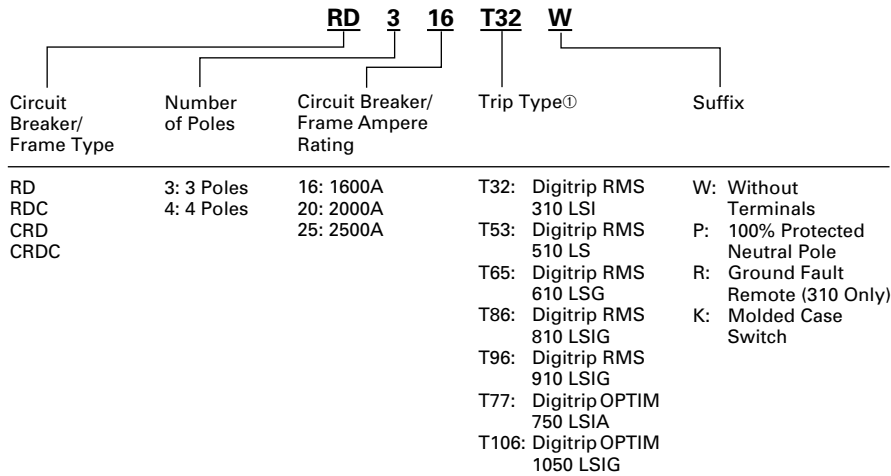 RD 3 16 T32 W
Circuit
Breaker/
Frame Type
Number
of Poles
Circuit Breaker/
Frame Ampere
Rating
Trip Type①
Suffix
RD
RDC
CRD
CRDC
3: 3 Poles
4: 4 Poles
16: 1600A
20: 2000A
25: 2500A
T32: Digitrip RMS
310 LSI
T53: Digitrip RMS
510 LS
T65: Digitrip RMS
610 LSG
T86: Digitrip RMS
810 LSIG
T96: Digitrip RMS
910 LSIG
T77: Digitrip OPTIM
750 LSIA
T106: Digitrip OPTIM
1050 LSIG
W: Without
Terminals
P: 100% Protected
Neutral Pole
R: Ground Fault
Remote (310 Only)
K: Molded Case
Switch